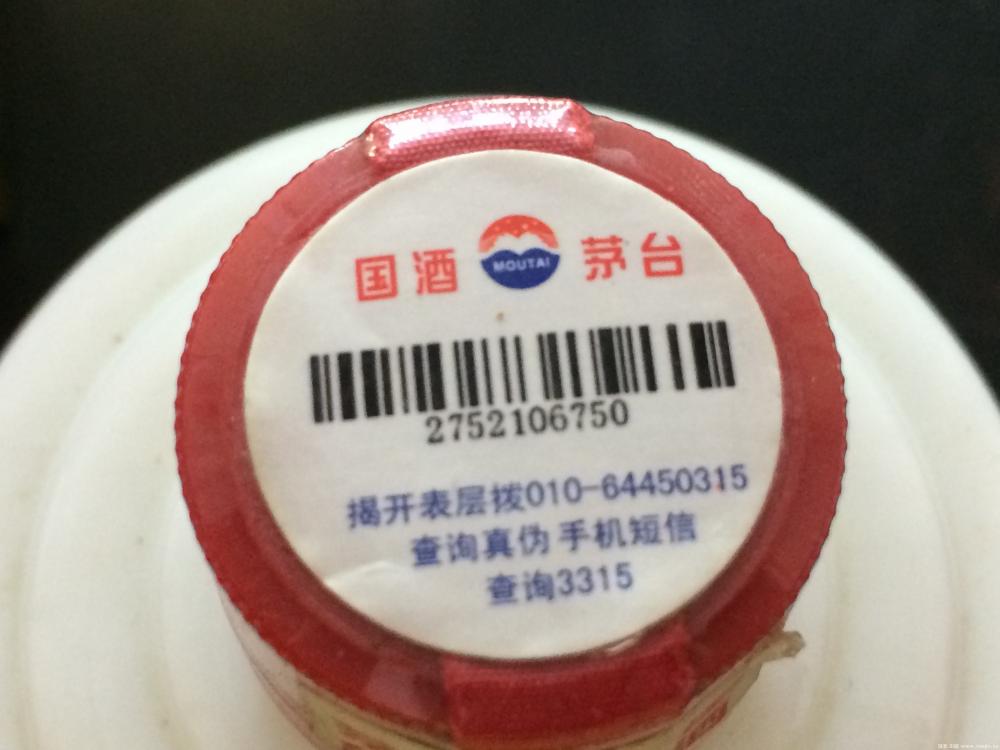 国酒 MOUTAI 茅台
2752106750
揭开表层拨010-64450315
查询真伪 手机短信
查询3315